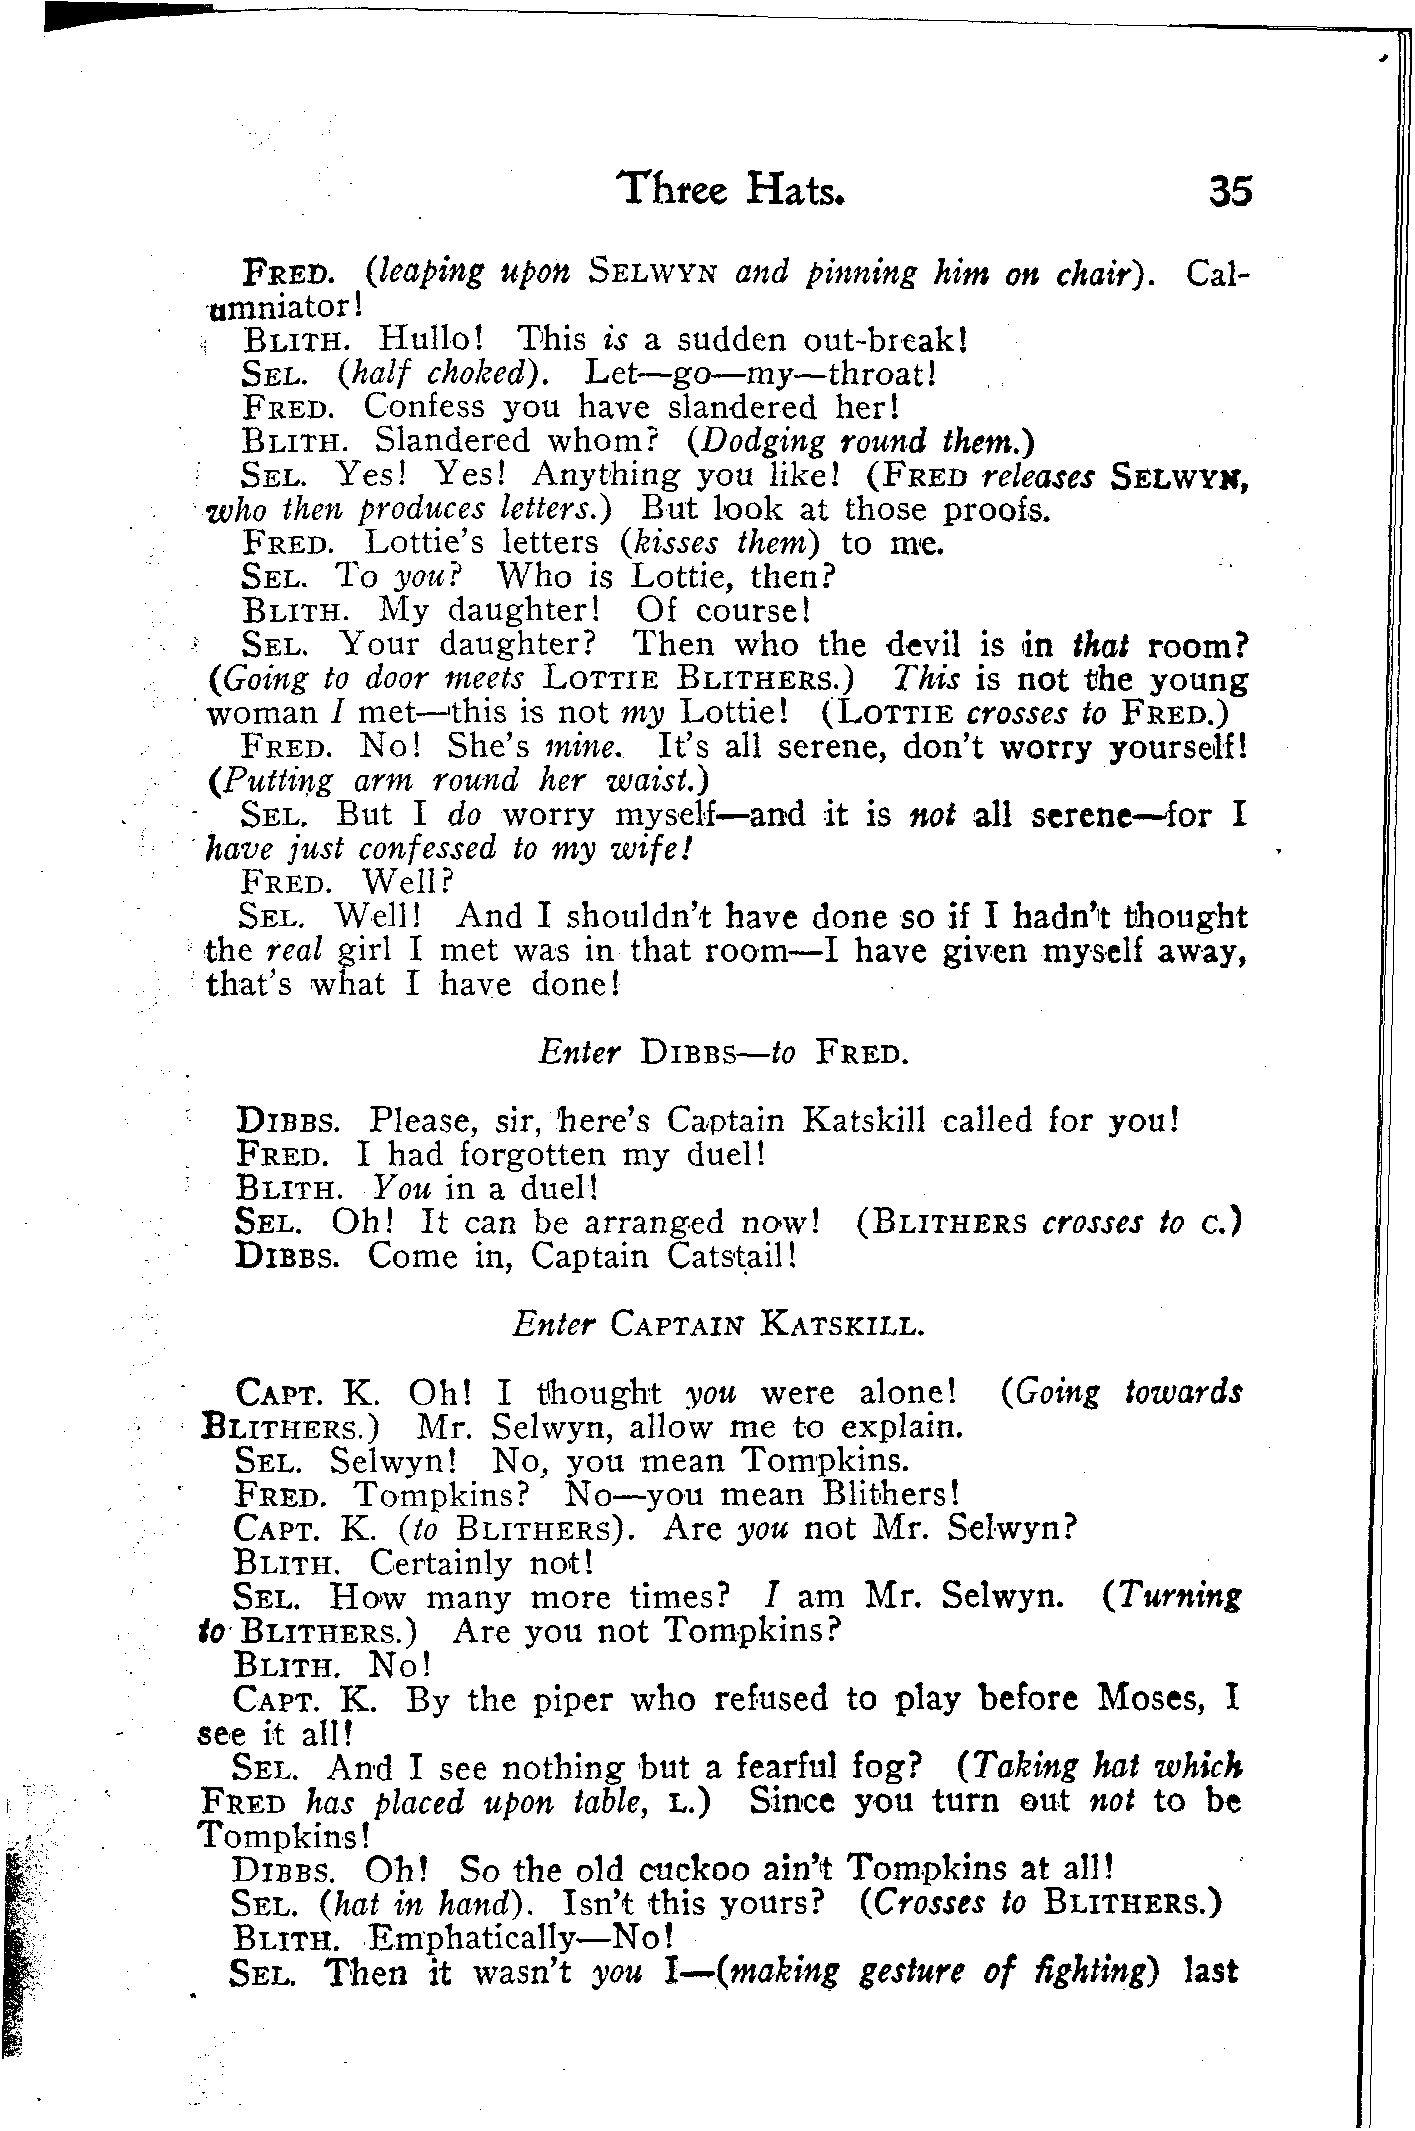 Three Hats. 35
FRED. (leaping upon SELWYN and pinning him on chair). Cal-
umniator!
BLITH. Hullo! This is a sudden out-break!
SEL. (half choked). Let—go—my—throat!
FRED. Confess you have slandered her!
BLITH. Slandered whom? (Dodging round them.)
SEL. Yes! Yes! Anything you like! (FRED releases SELWYN,
who then produces letters.) But look at those proofs.
FRED. Lottie's letters (kisses them) to me.
SEL. To you? Who is Lottie, then?
BLITH. My daughter! Of course!
SEL. Your daughter? Then who the devil is in that room?
(Going to door meets LOTTIE BLITHERS.) This is not the young
woman I met—this is not my Lottie! (LOTTIE crosses to FRED.)
FRED. No! She's mine. It's all serene, don't worry yourself!
(Putting arm round her waist.)
SEL. But I do worry myself—and it is not all serene—for I
have just confessed to my wife!
FRED. Well?
SEL. Well! And I shouldn't have done so if I hadn't thought
the real girl I met was in that room—I have given myself away,
that's what I have done!
Enter DIBBS—to FRED.
DIBBS. Please, sir, here's Captain Katskill called for you!
FRED. I had forgotten my duel!
BLITH. You in a duel!
SEL. Oh! It can be arranged now! (BLITHERS crosses to C.)
DIBBS. Come in, Captain Catstail!
Enter CAPTAIN KATSKILL.
CAPT. K. Oh! I thought you were alone! (Going towards
BLITHERS.) Mr. Selwyn, allow me to explain.
SEL. Selwyn! No, you mean Tompkins.
FRED. Tompkins? No—you mean Blithers!
CAPT. K. (to BLITHERS). Are you not Mr. Selwyn?
BLITH. Certainly not!
SEL. How many more times? I am Mr. Selwyn. (Turning
to BLITHERS.) Are you not Tompkins?
BLITH. No!
CAPT. K. By the piper who refused to play before Moses, I
see it all!
SEL. And I see nothing but a fearful fog? (Taking hat which
FRED has placed upon table, L.) Since you turn out not to be
Tompkins!
DIBBS. Oh! So the old cuckoo ain't Tompkins at all!
SEL. (hat in hand). Isn't this yours? (Crosses to BLITHERS.)
BLITH. Emphatically—No!
SEL. Then it wasn't you I—(making gesture of fighting) last